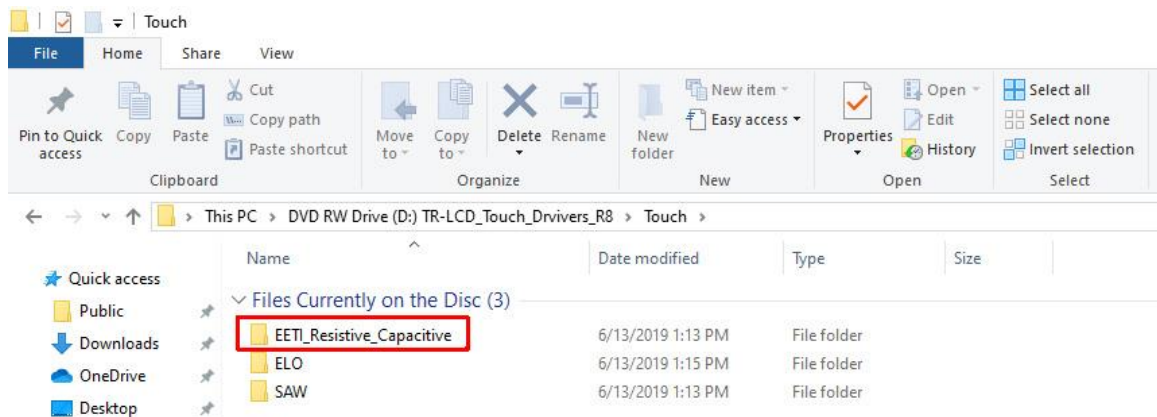 Touch
File Home Share View
Pin to Quick access
Copy
Paste
Cut
Copy path
Paste shortcut
Clipboard
Move to
Copy to
Delete
Rename
Organize
New folder
New item
Easy access
New
Properties
Open
Edit
History
Open
Select all
Select none
Invert selection
Select
This PC > DVD RW Drive (D:) TR-LCD_Touch_Drvivers_R8 > Touch >
Quick access
Public
Downloads
OneDrive
Desktop
Name Date modified Type Size
Files Currently on the Disc (3)
EETI_Resistive_Capacitive 6/13/2019 1:13 PM File folder
ELO 6/13/2019 1:15 PM File folder
SAW 6/13/2019 1:13 PM File folder